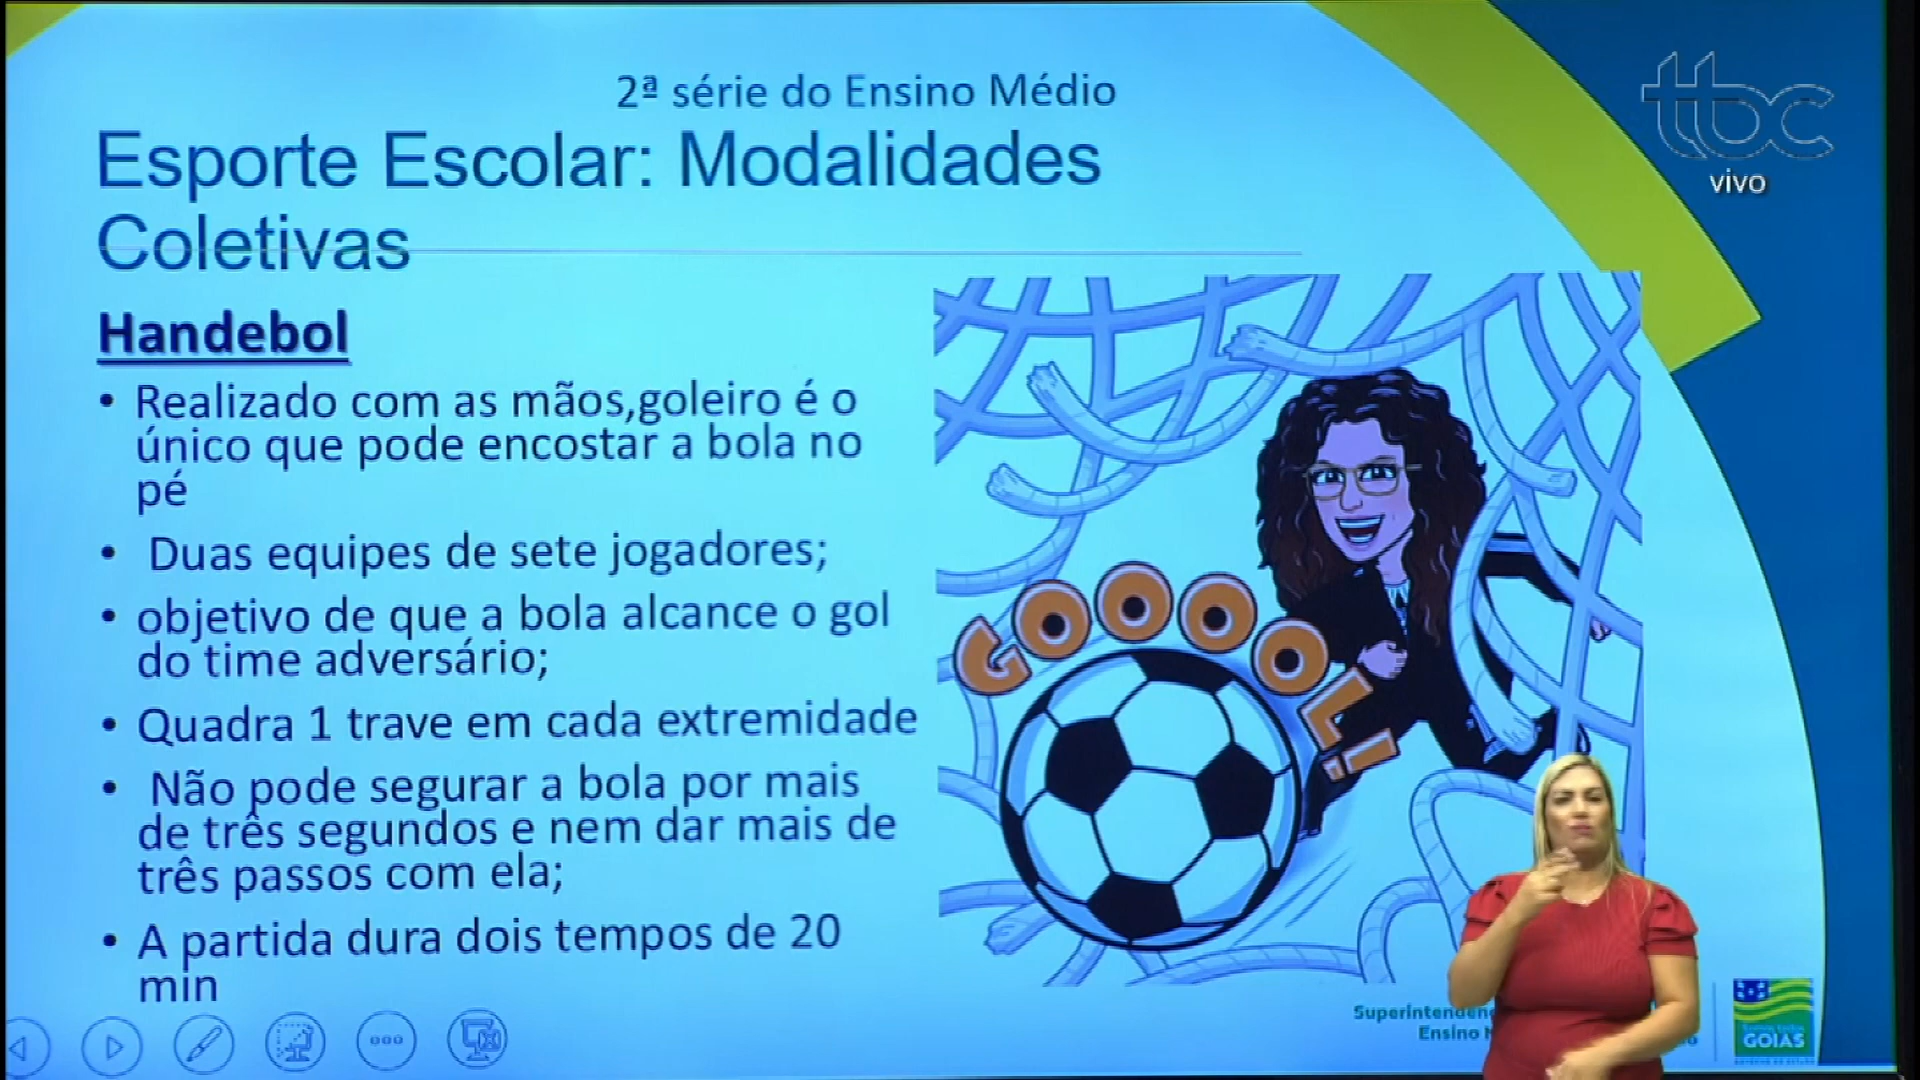 2ª série do Ensino Médio
tbc
vivo
Esporte Escolar: Modalidades
Coletivas
Handebol
• Realizado com as mãos,goleiro é o
único que pode encostar a bola no
pé
• Duas equipes de sete jogadores;
• objetivo de que a bola alcance o gol
do time adversário;
• Quadra 1 trave em cada extremidade
• Não pode segurar a bola por mais
de três segundos e nem dar mais de
três passos com ela;
• A partida dura dois tempos de 20
min
GOOOOL!
Ensino
GOIÁS